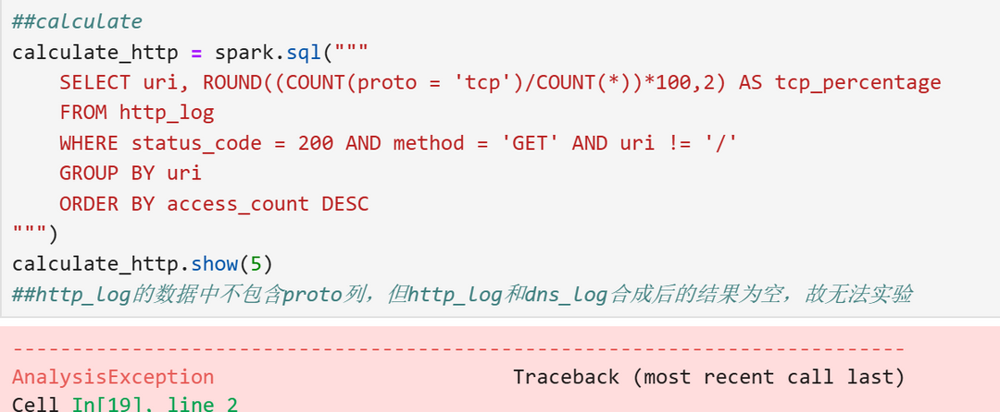 ##calculate
calculate_http = spark.sql("""
    SELECT uri, ROUND((COUNT(proto = 'tcp')/COUNT(*))*100,2) AS tcp_percentage
    FROM http_log
    WHERE status_code = 200 AND method = 'GET' AND uri != '/'
    GROUP BY uri
    ORDER BY access_count DESC
""")
calculate_http.show(5)
##http_log的数据中不包含proto列，但http_log和dns_log合成后的结果为空，故无法实验
---------------------------------------------------------------------------
AnalysisException                         Traceback (most recent call last)
Cell In[19], line 2